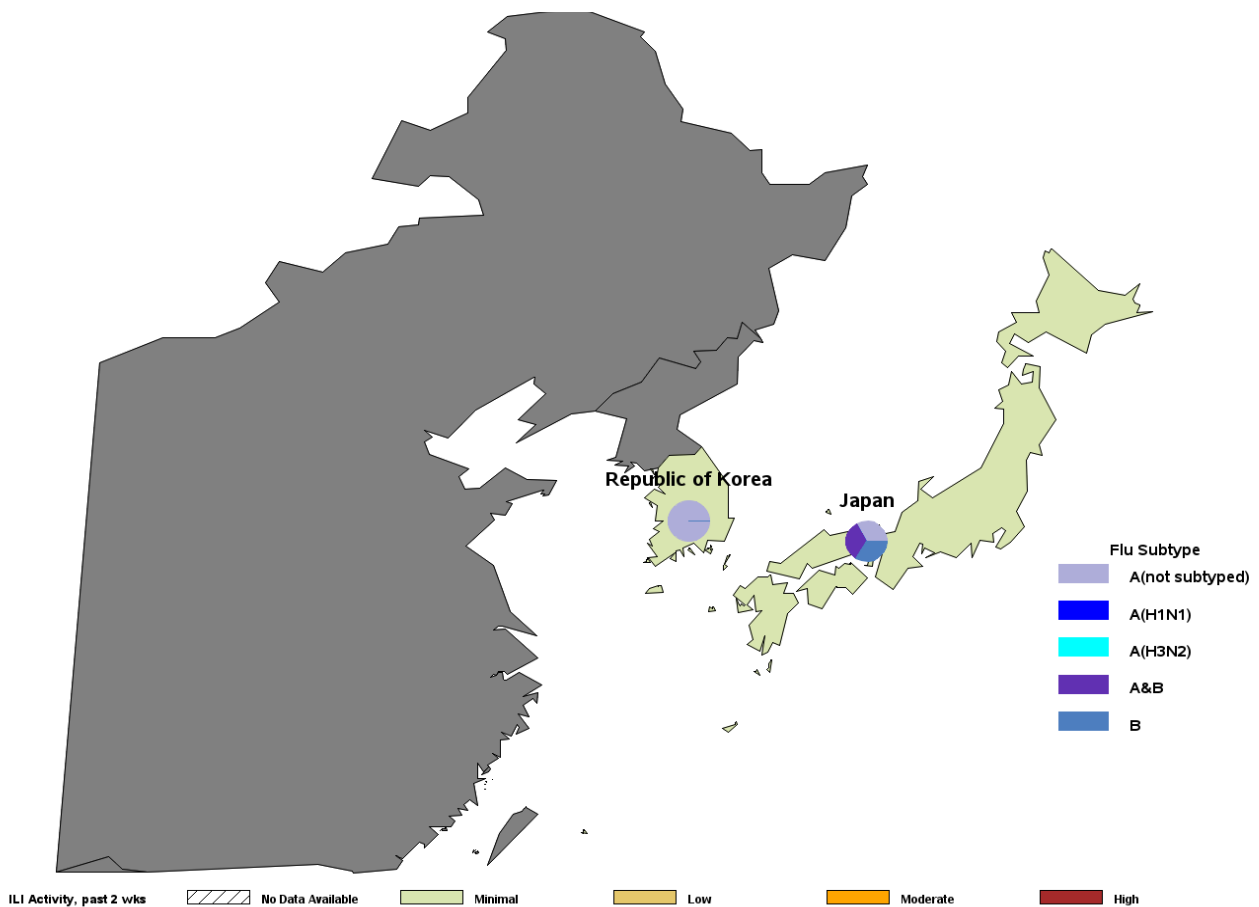 Republic of Korea
Japan
Flu Subtype
A(not subtyped)
A(H1N1)
A(H3N2)
A&B
B
ILI Activity, past 2 wks No Data Available Minimal Low Moderate High